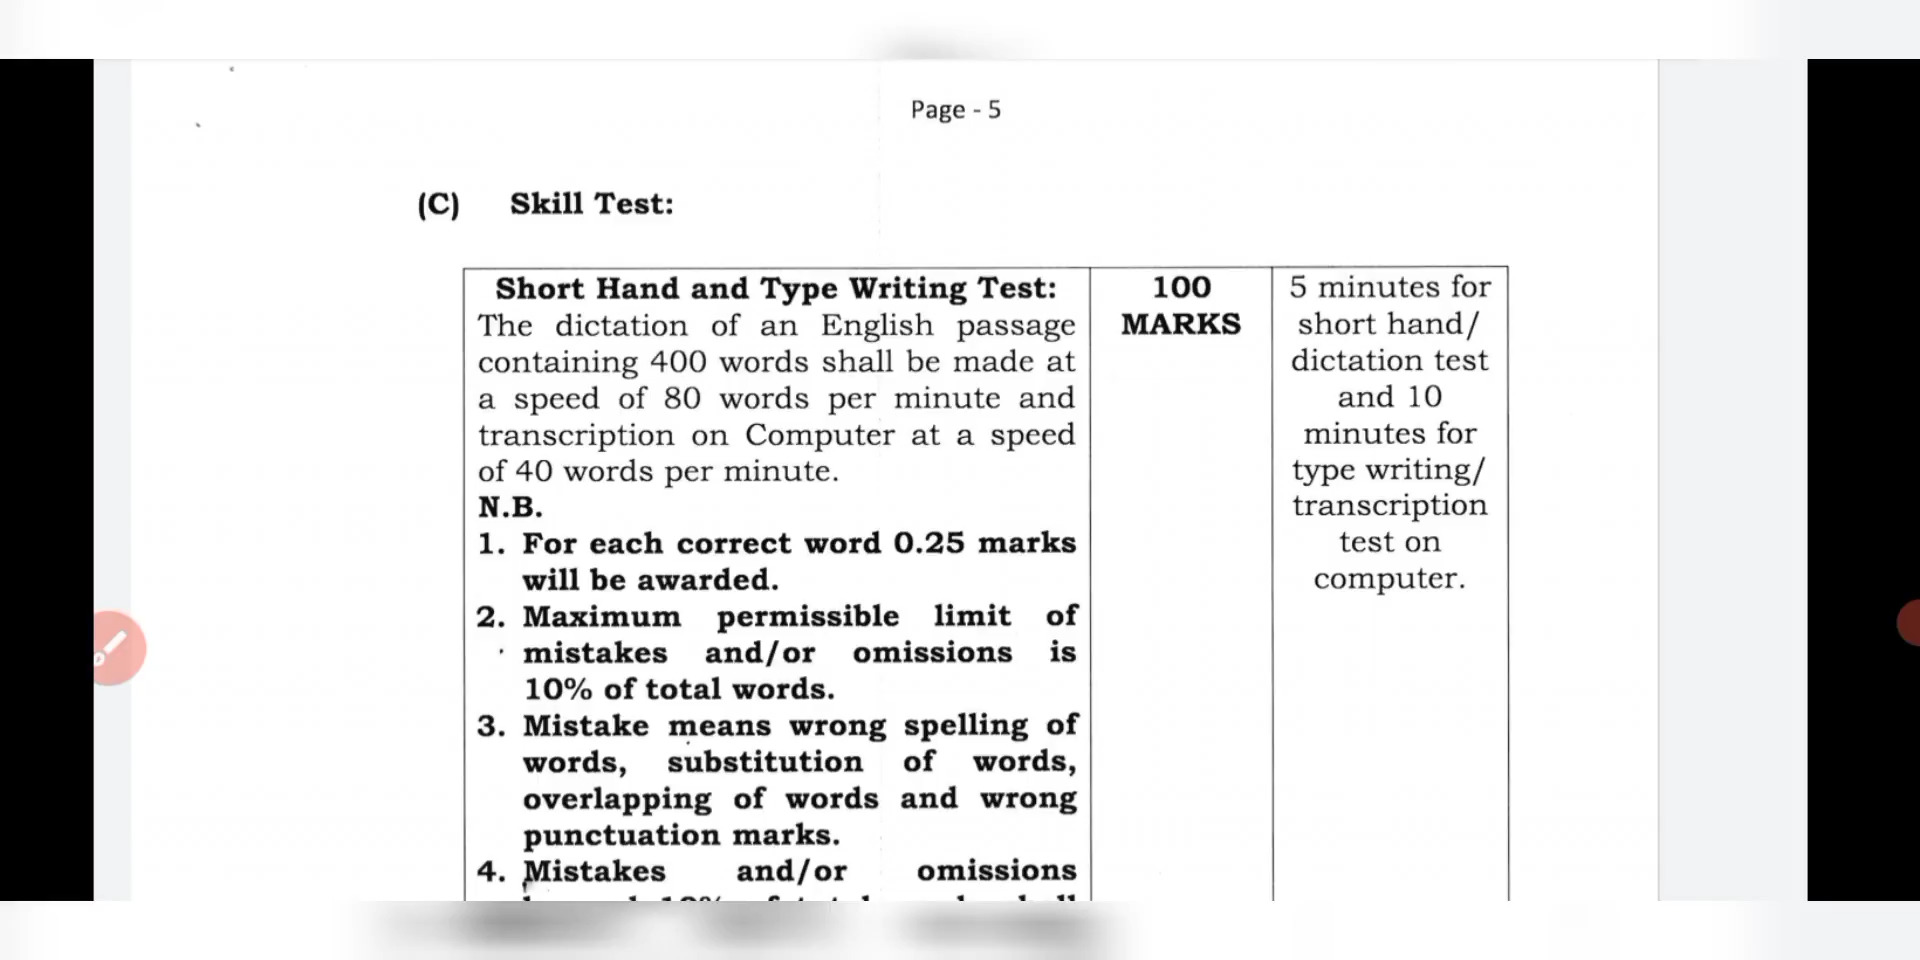 Page - 5
(C) Skill Test:
Short Hand and Type Writing Test:
The dictation of an English passage
containing 400 words shall be made at
a speed of 80 words per minute and
transcription on Computer at a speed
of 40 words per minute.
N.B.
1. For each correct word 0.25 marks
will be awarded.
2. Maximum permissible limit of
mistakes and/or omissions is
10% of total words.
3. Mistake means wrong spelling of
words, substitution of words,
overlapping of words and wrong
punctuation marks.
4. Mistakes and/or omissions
100
MARKS
5 minutes for
short hand/
dictation test
and 10
minutes for
type writing/
transcription
test on
computer.